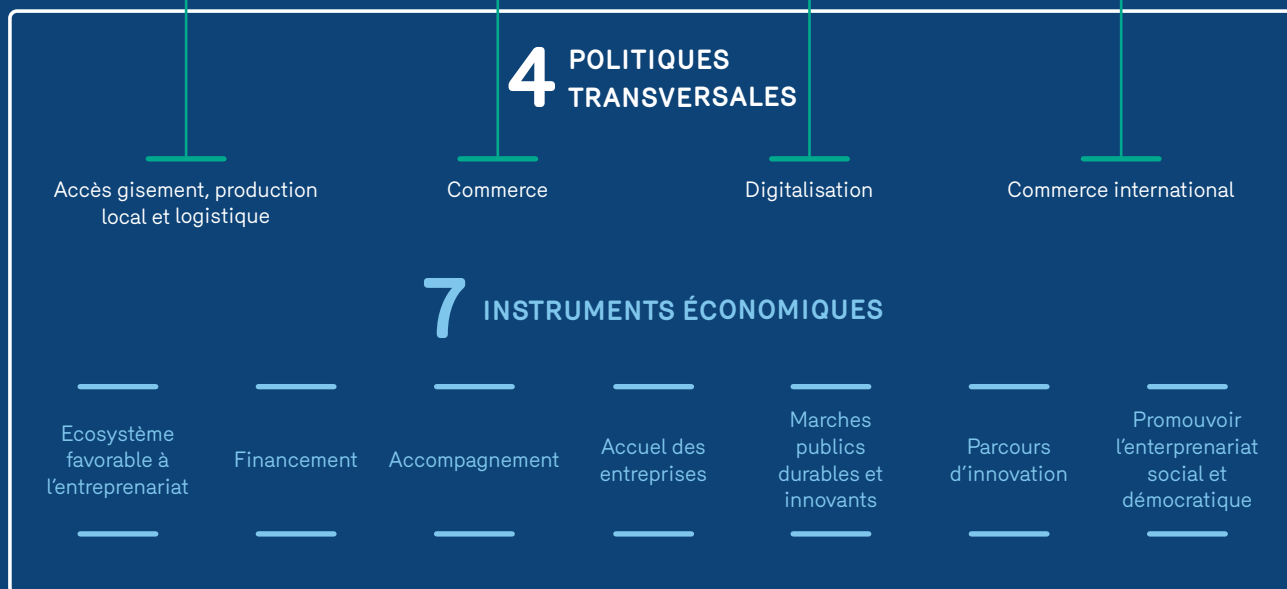 4 POLITIQUES
TRANSVERSALES
Accès gisement, production
local et logistique
Commerce
Digitalisation
Commerce international
7 INSTRUMENTS ÉCONOMIQUES
Ecosystème
favorable à
l'entreprenariat
Financement
Accompagnement
Accuel des
entreprises
Marches
publics
durables et
innovants
Parcours
d'innovation
Promouvoir
l'enterprenariat
social et
démocratique